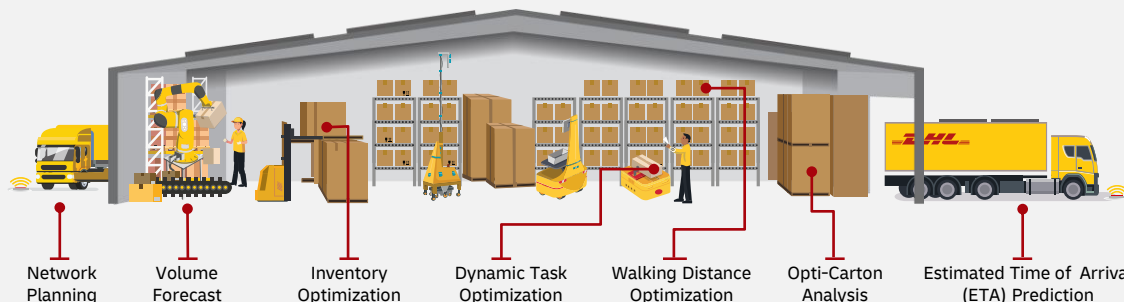 DHL
Network
Planning
Volume
Forecast
Inventory
Optimization
Dynamic Task
Optimization
Walking Distance
Optimization
Opti-Carton
Analysis
Estimated Time of Arriva
(ETA) Prediction